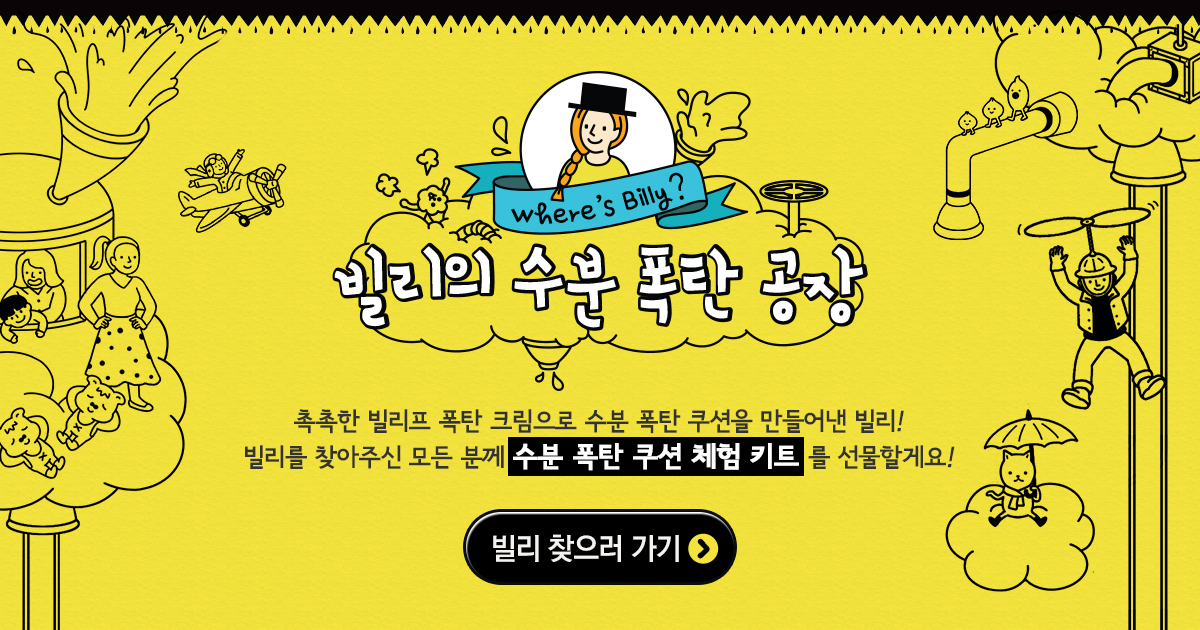 where's Billy?
빌리의 수분 폭탄 공장
촉촉한 빌리프 폭탄 크림으로 수분 폭탄 쿠션을 만들어낸 빌리!
빌리를 찾아주신 모든 분께 수분 폭탄 쿠션 체험 키트를 선물할게요!
빌리 찾으러 가기